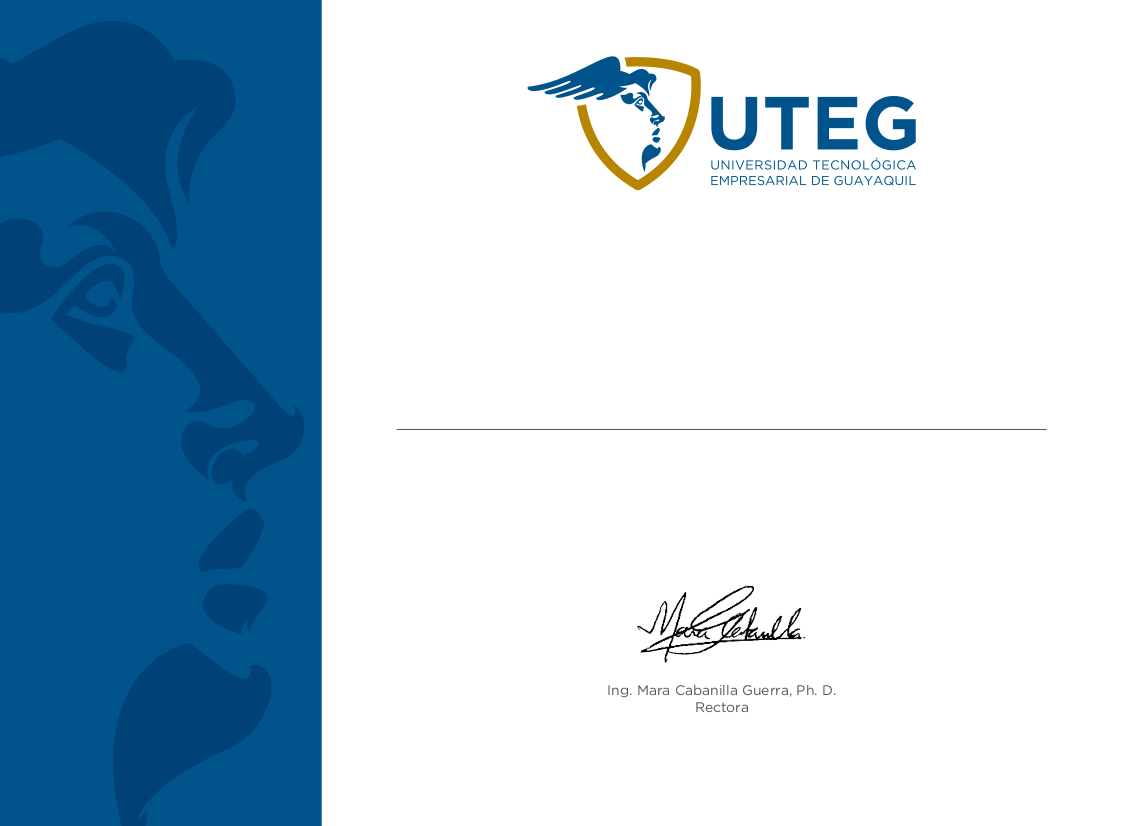 UTEG
UNIVERSIDAD TECNOLÓGICA
EMPRESARIAL DE GUAYAQUIL
Mara Cabanilla
Ing. Mara Cabanilla Guerra, Ph. D.
Rectora